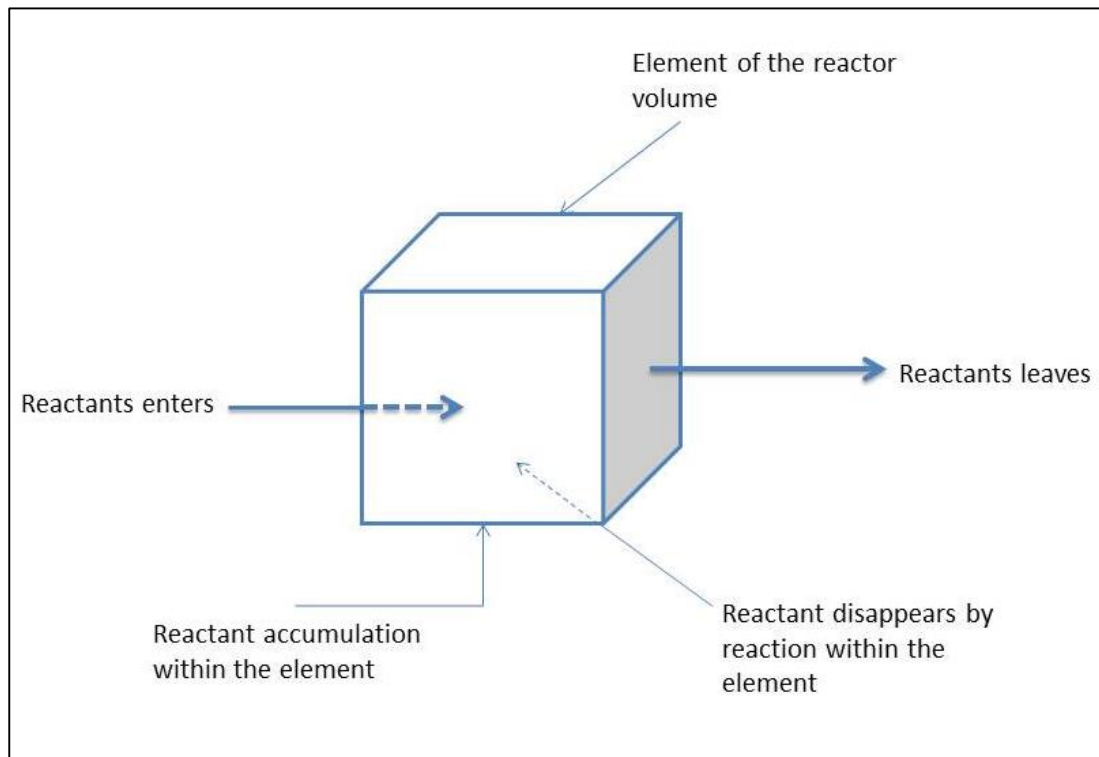 Element of the reactor
volume
Reactants enters
Reactants leaves
Reactant accumulation
within the element
Reactant disappears by
reaction within the
element